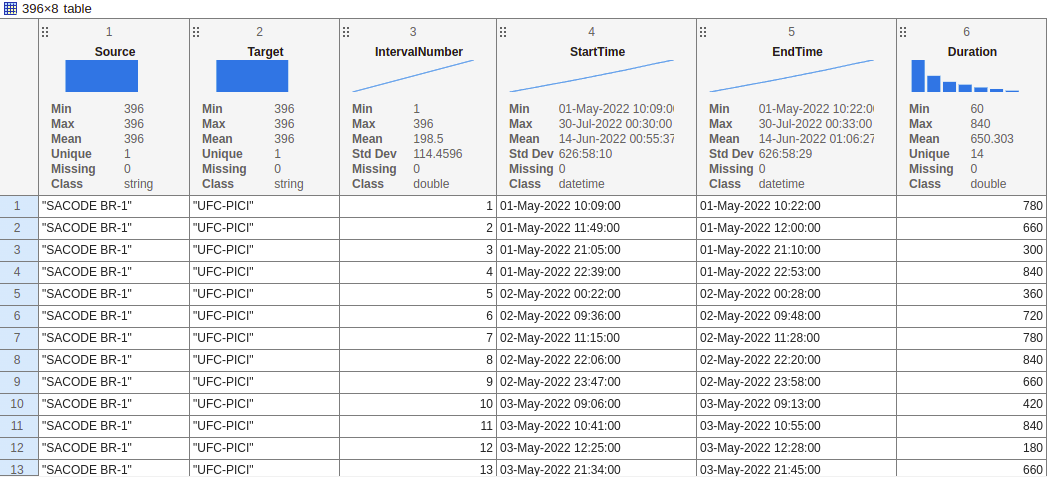 396×8 table
1 2 3 4 5 6
Source Target IntervalNumber StartTime EndTime Duration
Min 396 Min 396 Min 1 Min 01-May-2022 10:09:00 Min 01-May-2022 10:22:00 Min 60
Max 396 Max 396 Max 396 Max 30-Jul-2022 00:30:00 Max 30-Jul-2022 00:33:00 Max 840
Mean 396 Mean 396 Mean 198.5 Mean 14-Jun-2022 00:55:37 Mean 14-Jun-2022 01:06:27 Mean 650.303
Unique 1 Unique 1 Std Dev 114.4596 Std Dev 626:58:10 Std Dev 626:58:29 Unique 14
Missing 0 Missing 0 Missing 0 Missing 0 Missing 0 Missing 0
Class string Class string Class double Class datetime Class datetime Class double
1 "SACODE BR-1" "UFC-PICI" 1 01-May-2022 10:09:00 01-May-2022 10:22:00 780
2 "SACODE BR-1" "UFC-PICI" 2 01-May-2022 11:49:00 01-May-2022 12:00:00 660
3 "SACODE BR-1" "UFC-PICI" 3 01-May-2022 21:05:00 01-May-2022 21:10:00 300
4 "SACODE BR-1" "UFC-PICI" 4 01-May-2022 22:39:00 01-May-2022 22:53:00 840
5 "SACODE BR-1" "UFC-PICI" 5 02-May-2022 00:22:00 02-May-2022 00:28:00 360
6 "SACODE BR-1" "UFC-PICI" 6 02-May-2022 09:36:00 02-May-2022 09:48:00 720
7 "SACODE BR-1" "UFC-PICI" 7 02-May-2022 11:15:00 02-May-2022 11:28:00 780
8 "SACODE BR-1" "UFC-PICI" 8 02-May-2022 22:06:00 02-May-2022 22:20:00 840
9 "SACODE BR-1" "UFC-PICI" 9 02-May-2022 23:47:00 02-May-2022 23:58:00 660
10 "SACODE BR-1" "UFC-PICI" 10 03-May-2022 09:06:00 03-May-2022 09:13:00 420
11 "SACODE BR-1" "UFC-PICI" 11 03-May-2022 10:41:00 03-May-2022 10:55:00 840
12 "SACODE BR-1" "UFC-PICI" 12 03-May-2022 12:25:00 03-May-2022 12:28:00 180
13 "SACODE BR-1" "UFC-PICI" 13 03-May-2022 21:34:00 03-May-2022 21:45:00 660